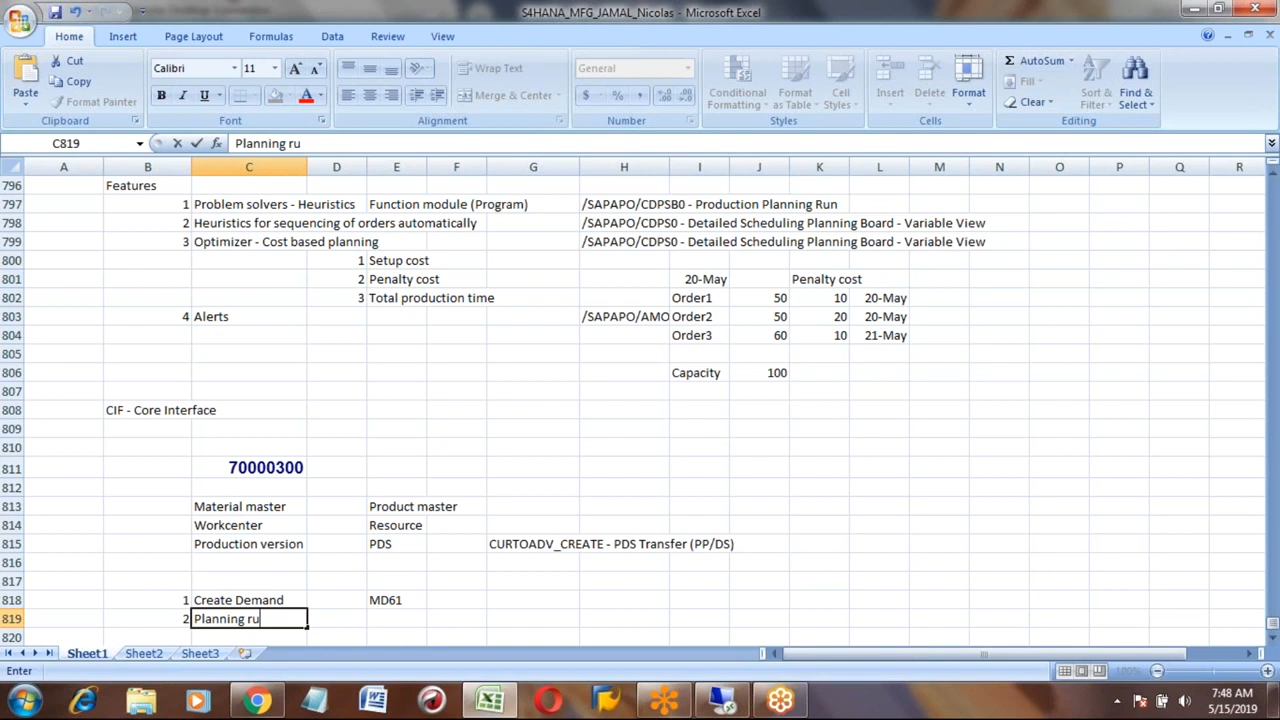 S4HANA_MFG_JAMAL_Nicolas - Microsoft Excel
Home Insert Page Layout Formulas Data Review View
Paste Cut Calibri 11 Wrap Text General Conditional Formatting Format as Table Cell Styles Insert Delete Format AutoSum Sort & Filter Find & Select
Copy Fill
Format Painter Merge & Center Clear
Clipboard Font Alignment Number Styles Cells Editing
C819 Planning ru
A B C D E F G H I J K L M N O P Q R
796 Features
797 1 Problem solvers - Heuristics Function module (Program) /SAPAPO/CDPSB0 - Production Planning Run
798 2 Heuristics for sequencing of orders automatically /SAPAPO/CDPS0 - Detailed Scheduling Planning Board - Variable View
799 3 Optimizer - Cost based planning /SAPAPO/CDPS0 - Detailed Scheduling Planning Board - Variable View
800 1 Setup cost
801 2 Penalty cost 20-May Penalty cost
802 3 Total production time Order1 50 10 20-May
803 4 Alerts /SAPAPO/AMO Order2 50 20 20-May
804 Order3 60 10 21-May
805
806 Capacity 100
807
808 CIF - Core Interface
809
810
811 70000300
812
813 Material master Product master
814 Workcenter Resource
815 Production version PDS CURTOADV_CREATE - PDS Transfer (PP/DS)
816
817
818 1 Create Demand MD61
819 2 Planning ru
820
Sheet1 Sheet2 Sheet3
Enter 100%
7:48 AM
5/15/2019